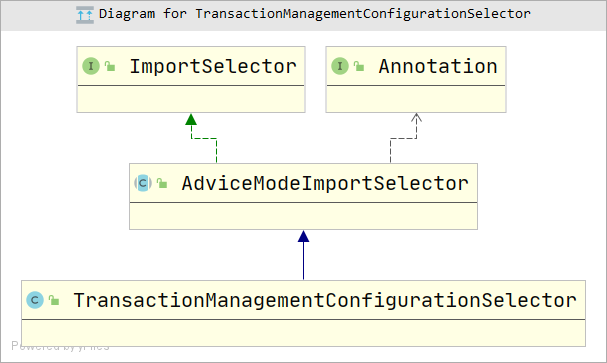 Diagram for TransactionManagementConfigurationSelector
I ImportSelector
I Annotation
C AdviceModeImportSelector
C TransactionManagementConfigurationSelector
Powered by yFiles